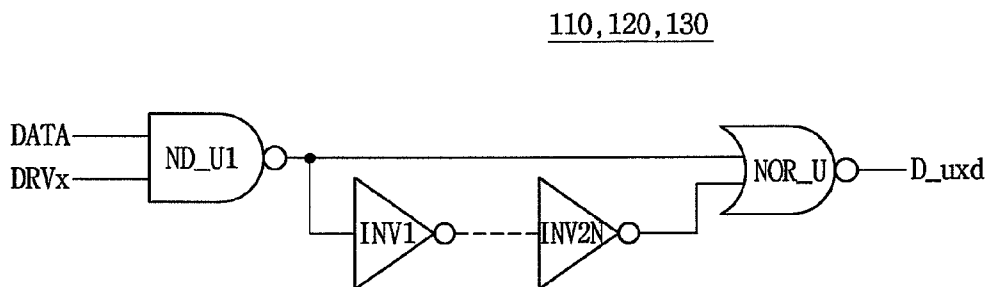 110,120,130
DATA
DRVx
ND_U1
NOR_U
D_uxd
INV1
INV2N